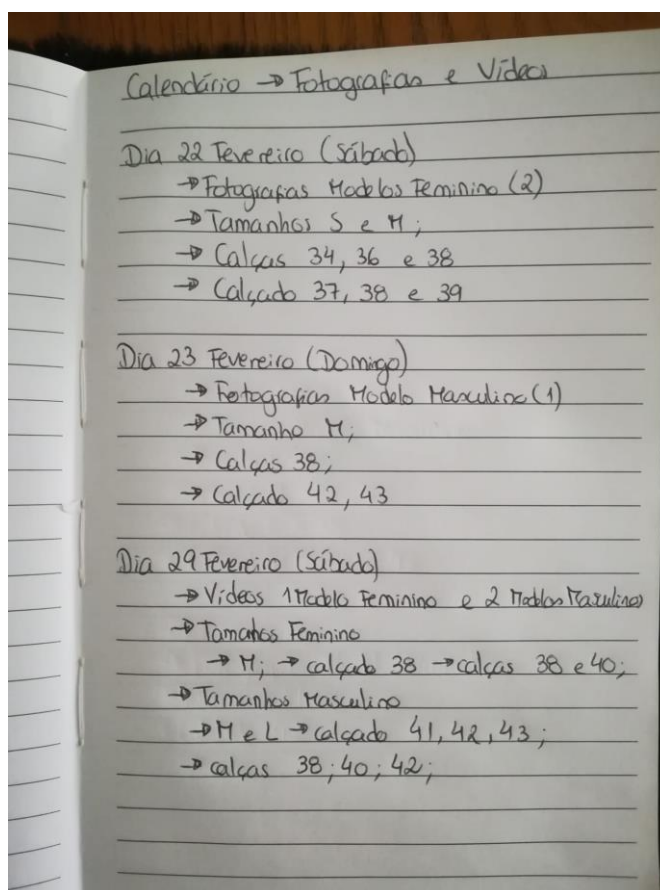 Calendário → Fotografias e Vídeos
Dia 22 Fevereiro (Sábado)
→ Fotografias Modelos Feminino (2)
→ Tamanhos S e M;
→ Calças 34, 36 e 38
→ Calçado 37, 38 e 39
Dia 23 Fevereiro (Domingo)
→ Fotografias Modelo Masculino (1)
→ Tamanho M;
→ Calças 38;
→ Calçado 42, 43
Dia 29 Fevereiro (Sábado)
→ Vídeos 1 Modelo Feminino e 2 Modelos Masculinos
→ Tamanhos Feminino
→ M; → calçado 38 → calças 38 e 40;
→ Tamanhos Masculino
→ M e L → calçado 41, 42, 43;
→ calças 38; 40; 42;